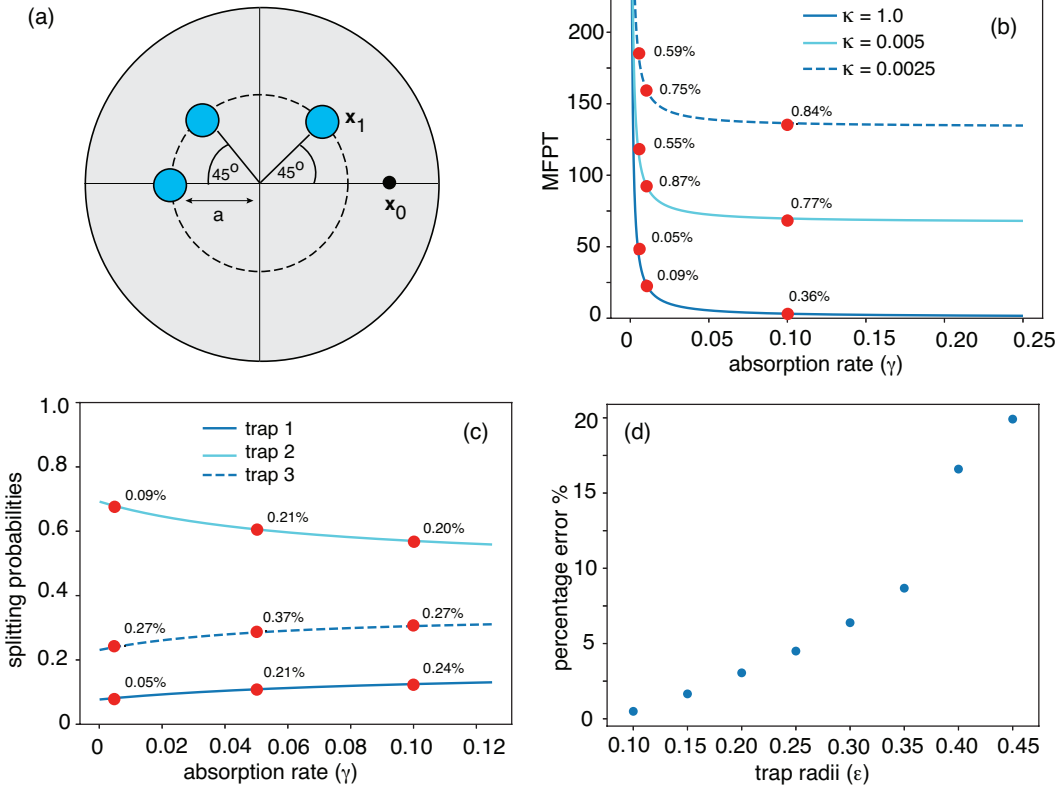 (a)
x1
45o
45o
a
x0
(b)
κ = 1.0
κ = 0.005
κ = 0.0025
200
150
100
50
0
MFPT
0.59%
0.75%
0.84%
0.55%
0.87%
0.77%
0.05%
0.09%
0.36%
0
0.05
0.10
0.15
0.20
0.25
absorption rate (γ)
(c)
trap 1
trap 2
trap 3
1.0
0.8
0.6
0.4
0.2
0
splitting probabilities
0.09%
0.21%
0.20%
0.27%
0.37%
0.27%
0.05%
0.21%
0.24%
0
0.02
0.04
0.06
0.08
0.10
0.12
absorption rate (γ)
(d)
20
15
10
5
0
percentage error %
0.10
0.15
0.20
0.25
0.30
0.35
0.40
0.45
trap radii (ε)